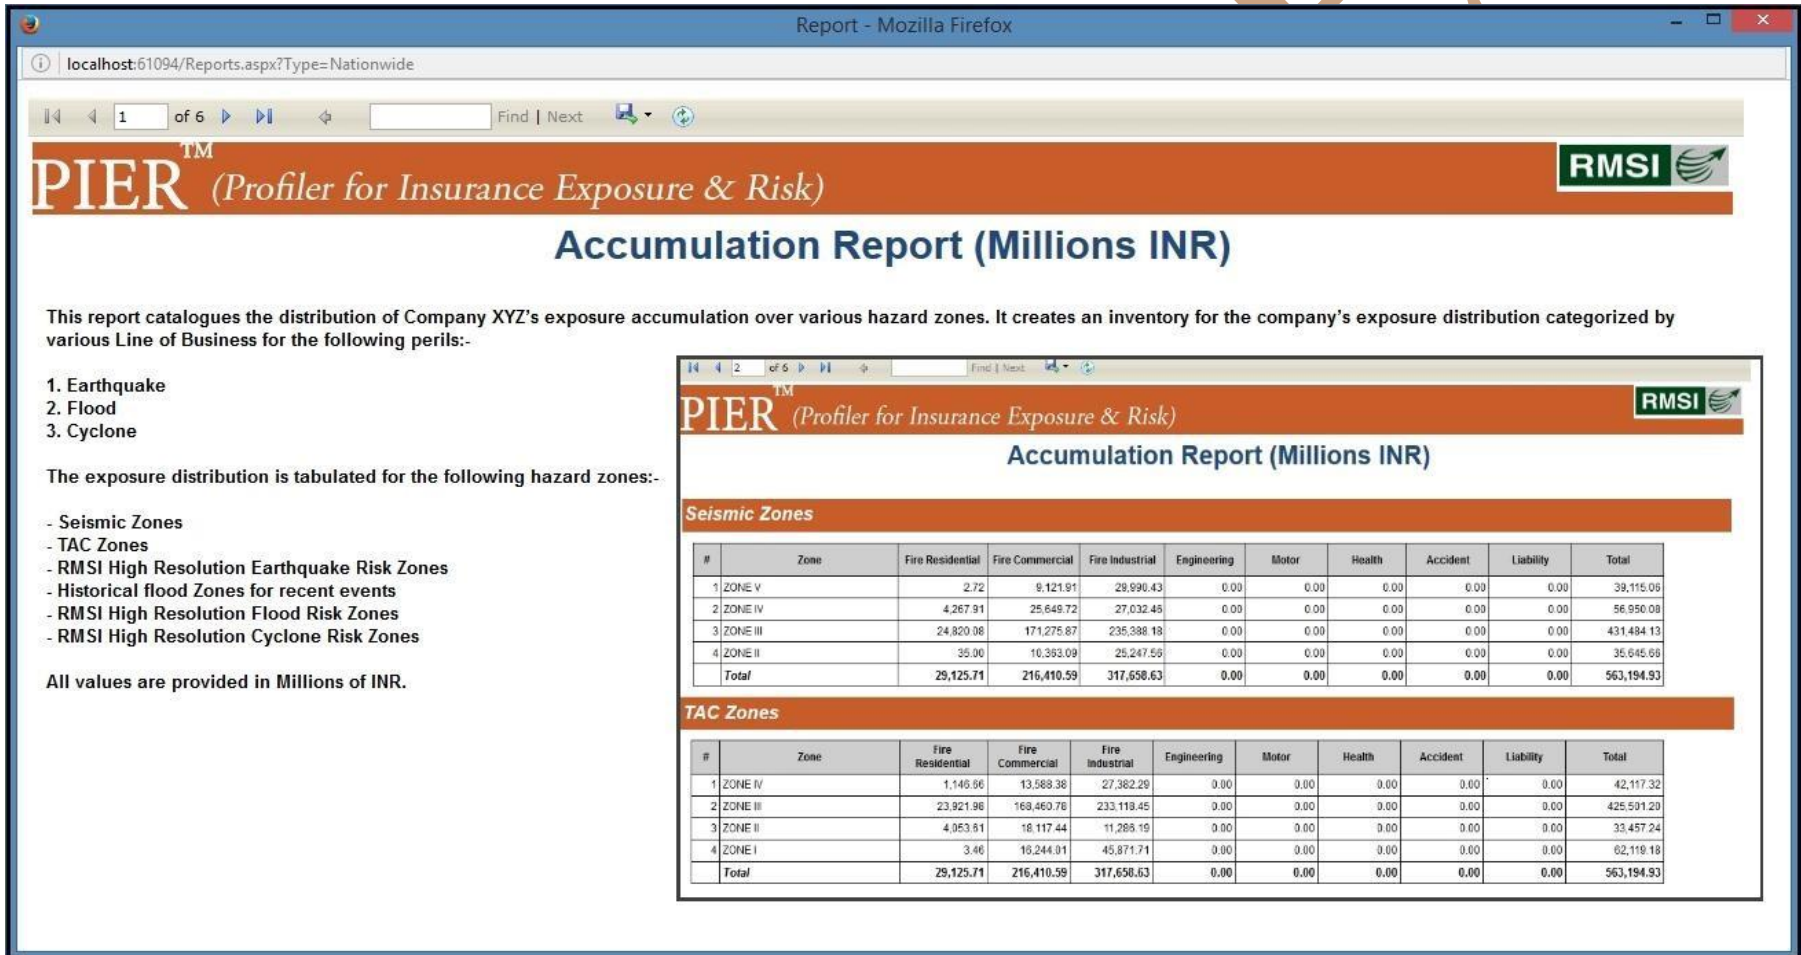 Report - Mozilla Firefox
localhost:61094/Reports.aspx?Type=Nationwide
1 of 6 Find | Next
PIER™ (Profiler for Insurance Exposure & Risk) RMSI
Accumulation Report (Millions INR)
This report catalogues the distribution of Company XYZ's exposure accumulation over various hazard zones. It creates an inventory for the company's exposure distribution categorized by
various Line of Business for the following perils:-
1. Earthquake
2. Flood
3. Cyclone
The exposure distribution is tabulated for the following hazard zones:-
- Seismic Zones
- TAC Zones
- RMSI High Resolution Earthquake Risk Zones
- Historical flood Zones for recent events
- RMSI High Resolution Flood Risk Zones
- RMSI High Resolution Cyclone Risk Zones
All values are provided in Millions of INR.
2 of 6 Find | Next
PIER™ (Profiler for Insurance Exposure & Risk) RMSI
Accumulation Report (Millions INR)
Seismic Zones
# Zone Fire Residential Fire Commercial Fire Industrial Engineering Motor Health Accident Liability Total
1 ZONE V 2.72 9,121.91 29,990.43 0.00 0.00 0.00 0.00 0.00 39,115.06
2 ZONE IV 4,267.91 25,649.72 27,032.46 0.00 0.00 0.00 0.00 0.00 56,950.08
3 ZONE III 24,820.08 171,275.87 235,388.18 0.00 0.00 0.00 0.00 0.00 431,484.13
4 ZONE II 35.00 10,363.09 25,247.56 0.00 0.00 0.00 0.00 0.00 35,645.66
Total 29,125.71 216,410.59 317,658.63 0.00 0.00 0.00 0.00 0.00 563,194.93
TAC Zones
# Zone Fire Residential Fire Commercial Fire Industrial Engineering Motor Health Accident Liability Total
1 ZONE IV 1,146.66 13,588.38 27,382.29 0.00 0.00 0.00 0.00 0.00 42,117.32
2 ZONE III 23,921.98 168,460.78 233,118.45 0.00 0.00 0.00 0.00 0.00 425,501.20
3 ZONE II 4,053.61 18,117.44 11,286.19 0.00 0.00 0.00 0.00 0.00 33,457.24
4 ZONE I 3.46 16,244.01 45,871.71 0.00 0.00 0.00 0.00 0.00 62,119.18
Total 29,125.71 216,410.59 317,658.63 0.00 0.00 0.00 0.00 0.00 563,194.93